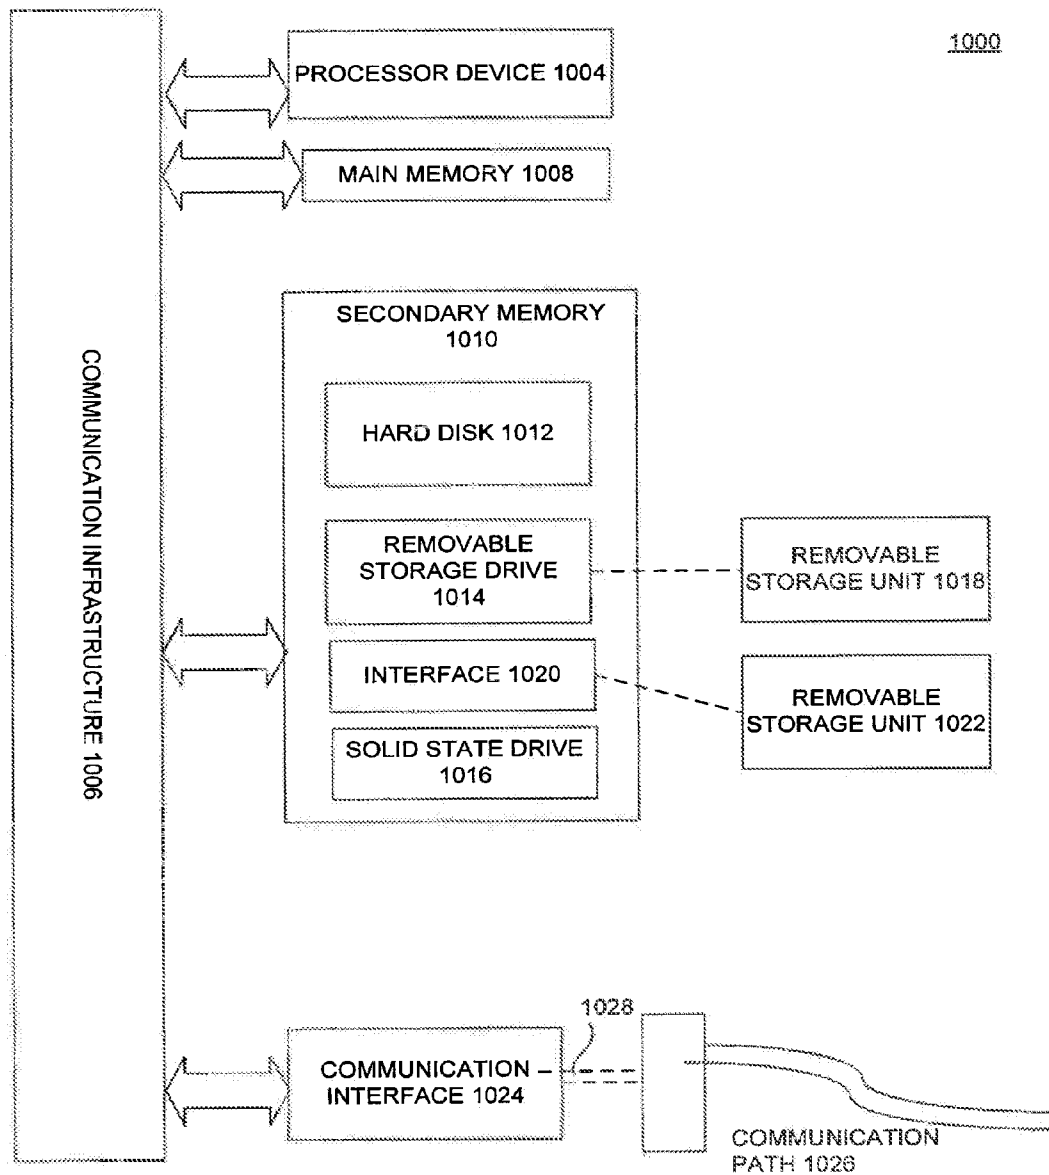 1000
PROCESSOR DEVICE 1004
MAIN MEMORY 1008
COMMUNICATION INFRASTRUCTURE 1006
SECONDARY MEMORY
1010
HARD DISK 1012
REMOVABLE
STORAGE DRIVE
1014
REMOVABLE
STORAGE UNIT 1018
INTERFACE 1020
REMOVABLE
STORAGE UNIT 1022
SOLID STATE DRIVE
1016
1028
COMMUNICATION
INTERFACE 1024
COMMUNICATION
PATH 1026